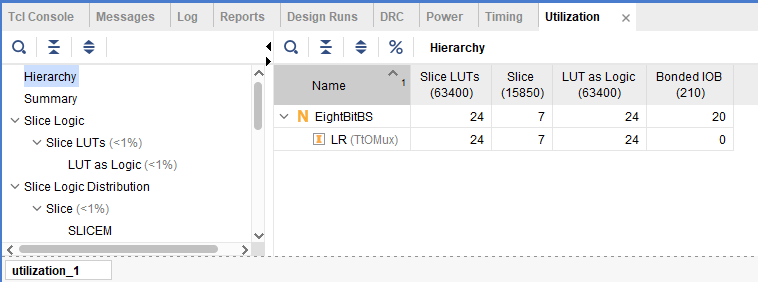 Tcl Console Messages Log Reports Design Runs DRC Power Timing Utilization
Hierarchy
Summary
Slice Logic
Slice LUTs (<1%)
LUT as Logic (<1%)
Slice Logic Distribution
Slice (<1%)
SLICEM
Hierarchy
Name 1 Slice LUTs (63400) Slice (15850) LUT as Logic (63400) Bonded IOB (210)
N EightBitBS 24 7 24 20
I LR (TtOMux) 24 7 24 0
utilization_1